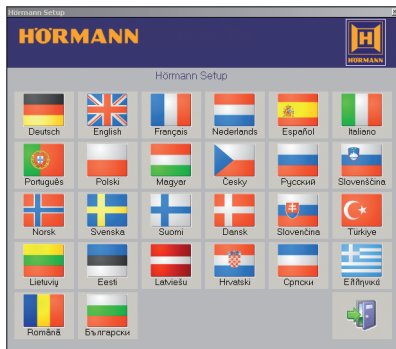 Hörmann Setup
HÖRMANN
HÖRMANN
Hörmann Setup
Deutsch English Français Nederlands Español Italiano
Português Polski Magyar Česky Русский Slovenščina
Norsk Svenska Suomi Dansk Slovenčina Türkiye
Lietuvių Eesti Latviešu Hrvatski Српски Ελληνικά
Română Български